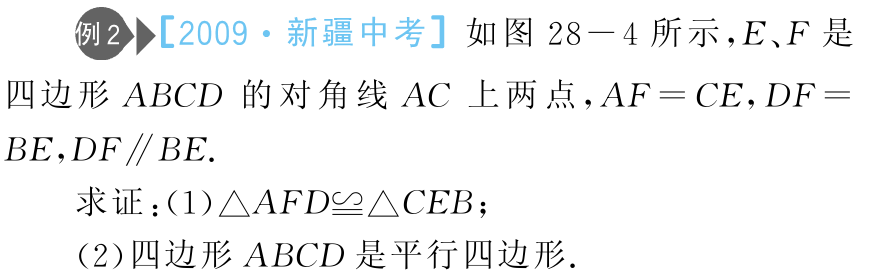 例2 [2009·新疆中考] 如图 28-4 所示,E、F 是
四边形 ABCD 的对角线 AC 上两点,AF=CE,DF=
BE,DF∥BE.
求证:(1)△AFD≌△CEB;
(2)四边形 ABCD 是平行四边形.